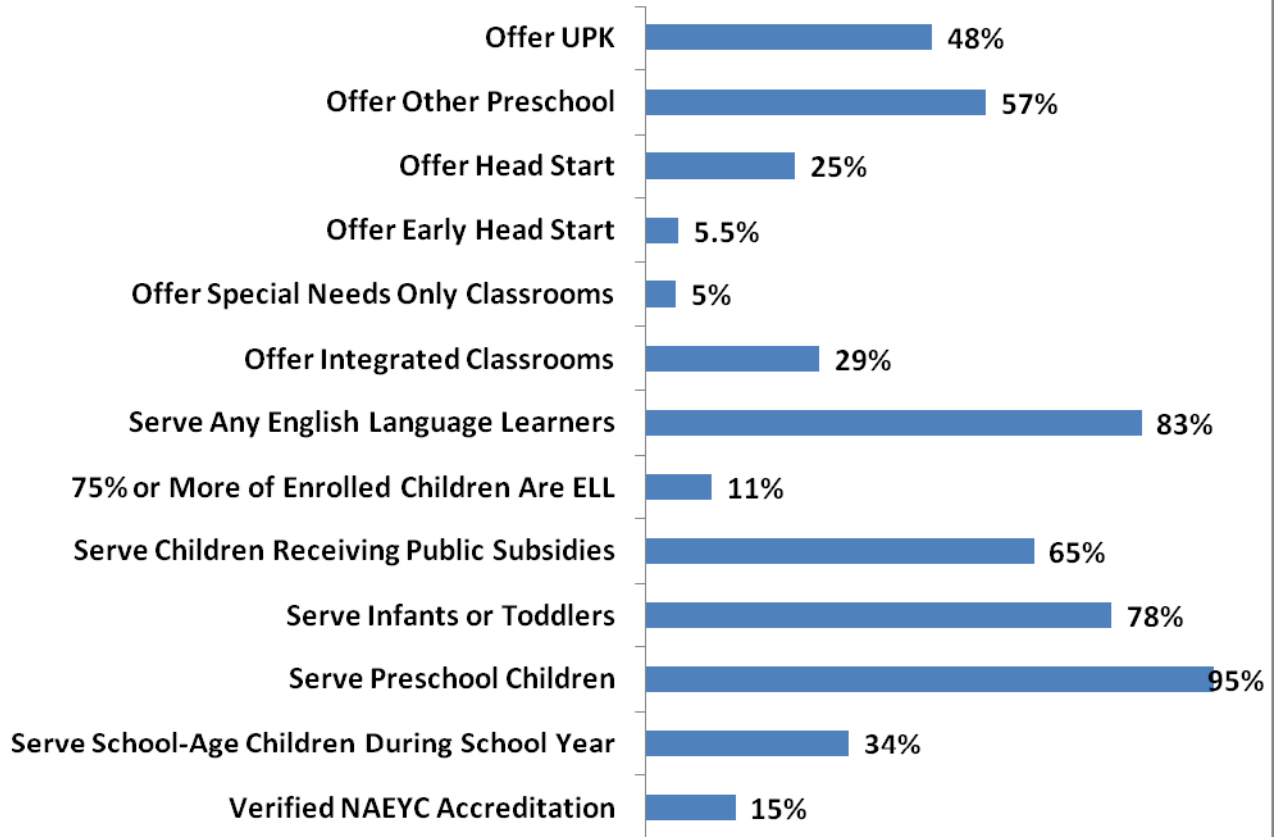 Offer UPK 48%
Offer Other Preschool 57%
Offer Head Start 25%
Offer Early Head Start 5.5%
Offer Special Needs Only Classrooms 5%
Offer Integrated Classrooms 29%
Serve Any English Language Learners 83%
75% or More of Enrolled Children Are ELL 11%
Serve Children Receiving Public Subsidies 65%
Serve Infants or Toddlers 78%
Serve Preschool Children 95%
Serve School-Age Children During School Year 34%
Verified NAEYC Accreditation 15%